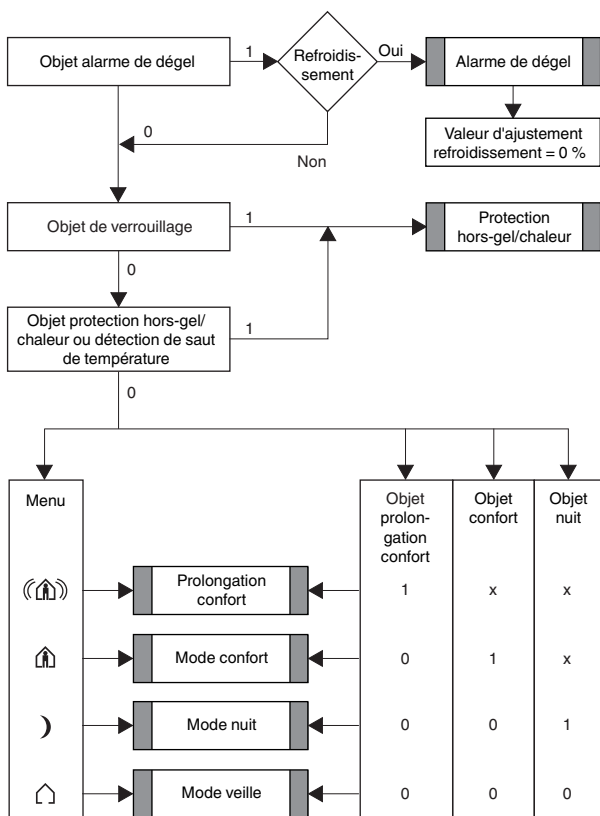 Objet alarme de dégel
1
Refroidis-
sement
Oui
Alarme de dégel
0
Non
Valeur d'ajustement
refroidissement = 0 %
Objet de verrouillage
1
Protection
hors-gel/chaleur
0
Objet protection hors-gel/
chaleur ou détection de saut
de température
1
0
Menu
Objet
prolon-
gation
confort
Objet
confort
Objet
nuit
Prolongation
confort
1 x x
Mode confort
0 1 x
Mode nuit
0 0 1
Mode veille
0 0 0